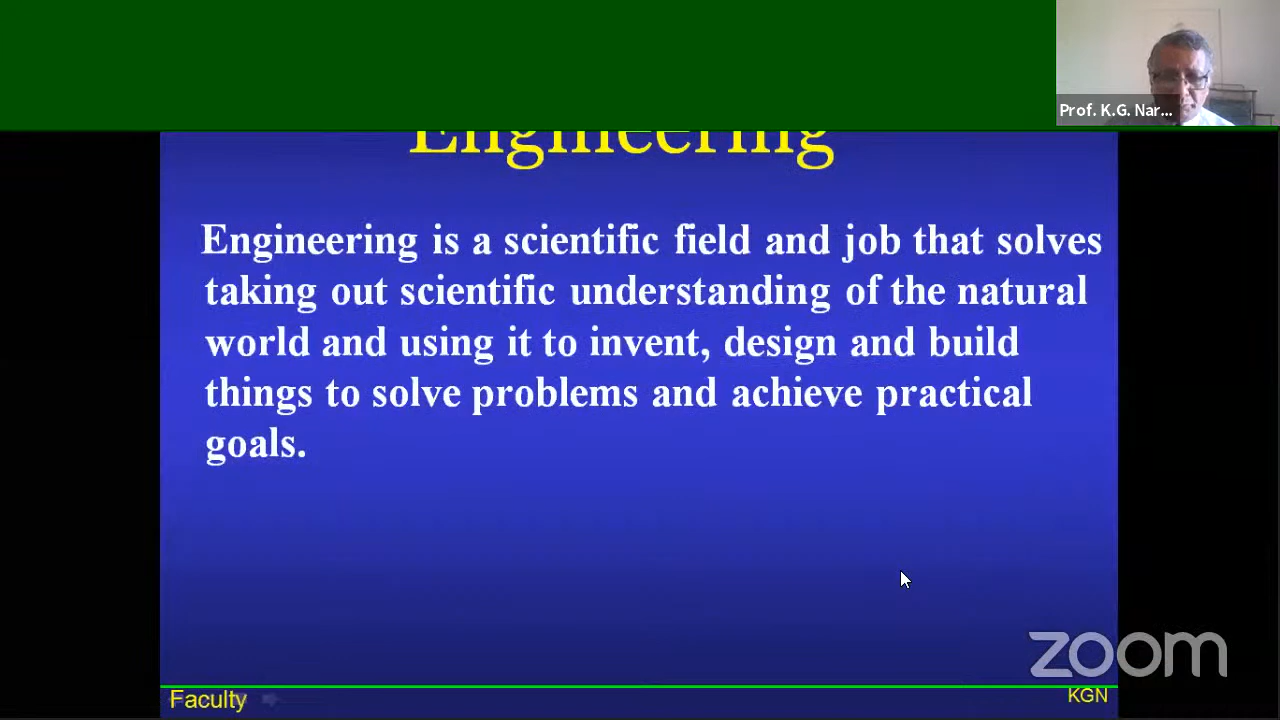 Prof. K.G. Nar...
Engineering
Engineering is a scientific field and job that solves
taking out scientific understanding of the natural
world and using it to invent, design and build
things to solve problems and achieve practical
goals.
zoom
Faculty
KGN